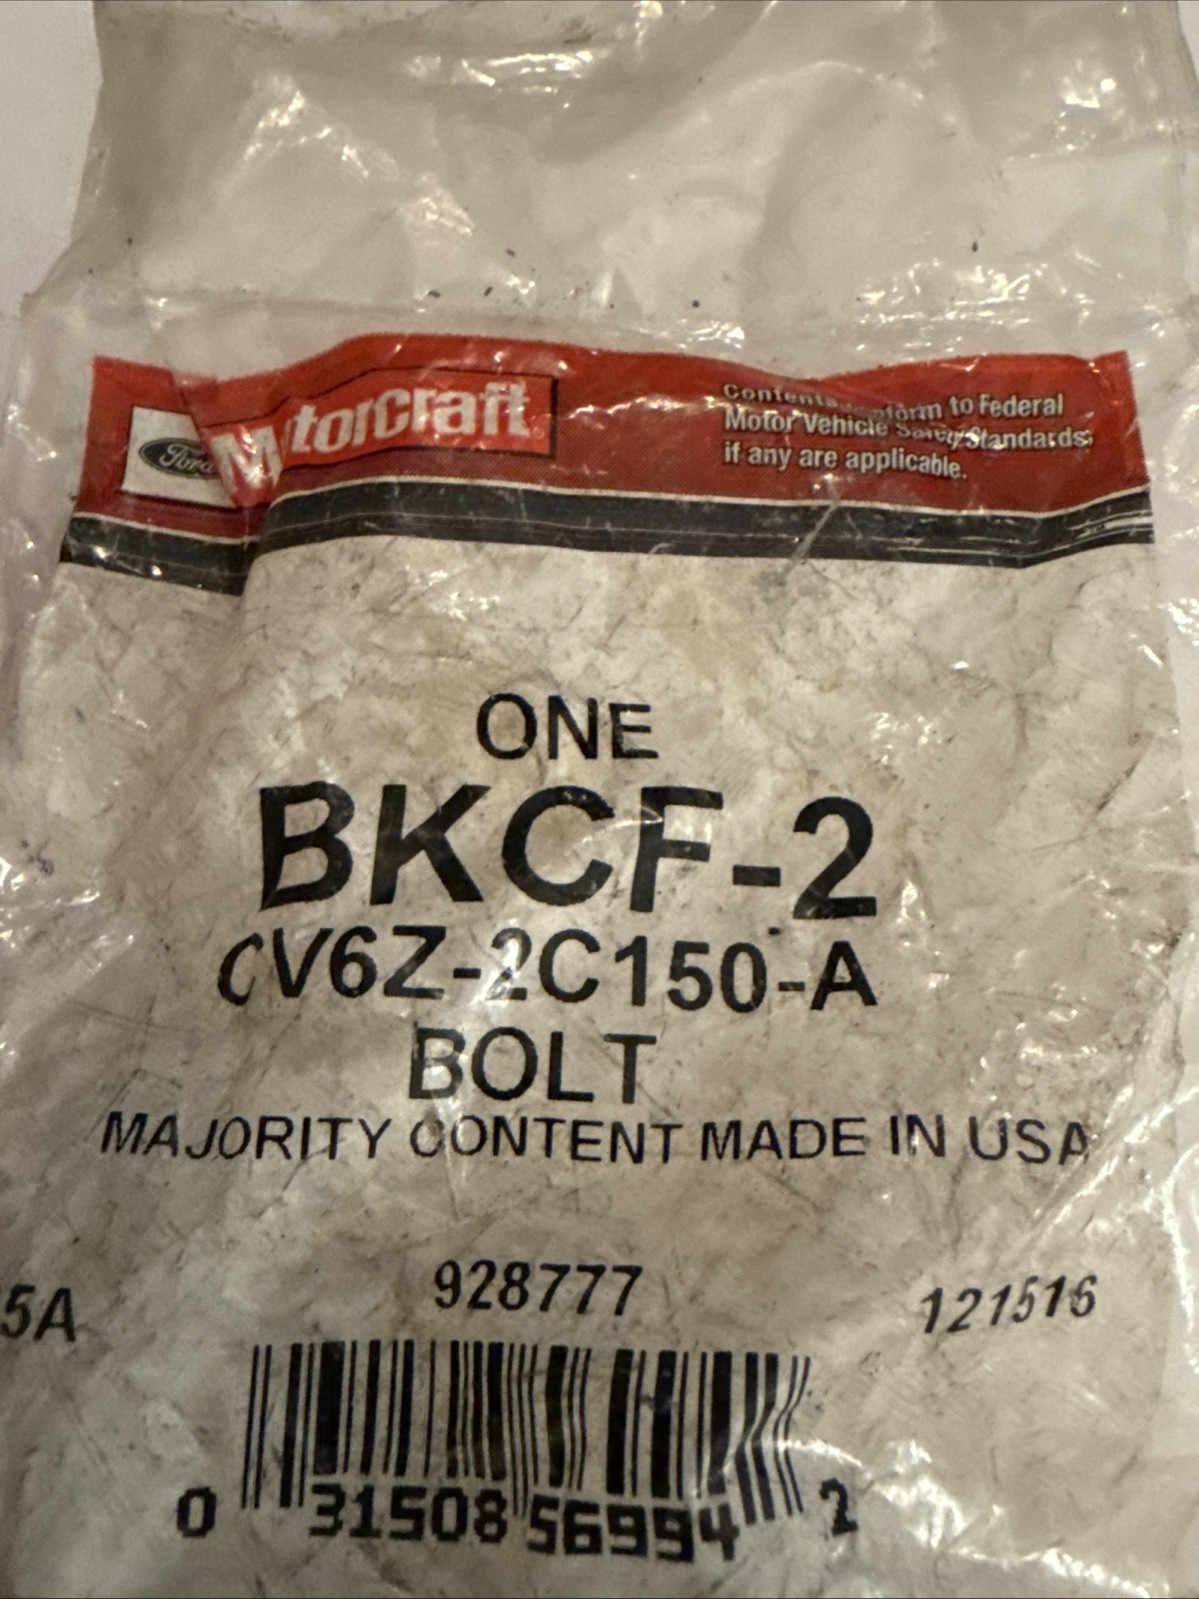 Ford
Motorcraft
Contents conform to Federal
Motor Vehicle Safety Standards,
if any are applicable.
ONE
BKCF-2
CV6Z-2C150-A
BOLT
MAJORITY CONTENT MADE IN USA
5A 928777 121516
0 31508 56994 2